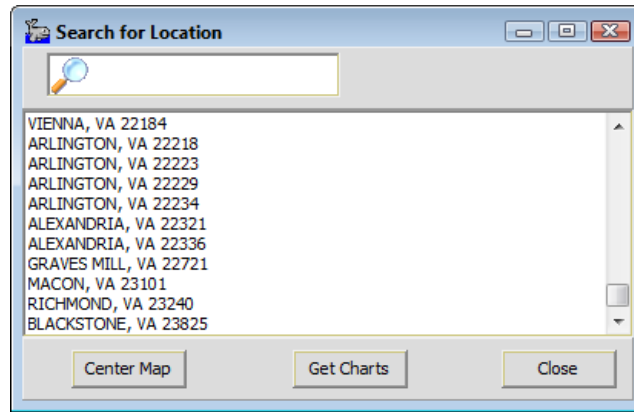 Search for Location
VIENNA, VA 22184
ARLINGTON, VA 22218
ARLINGTON, VA 22223
ARLINGTON, VA 22229
ARLINGTON, VA 22234
ALEXANDRIA, VA 22321
ALEXANDRIA, VA 22336
GRAVES MILL, VA 22721
MACON, VA 23101
RICHMOND, VA 23240
BLACKSTONE, VA 23825
Center Map Get Charts Close